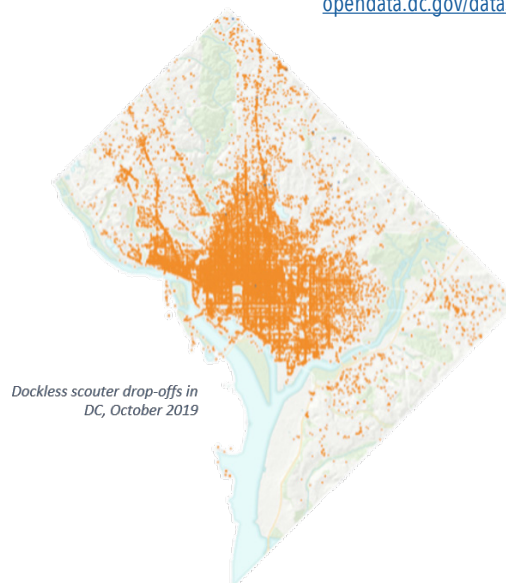 opendata.dc.gov/data
Dockless scouter drop-offs in
DC, October 2019